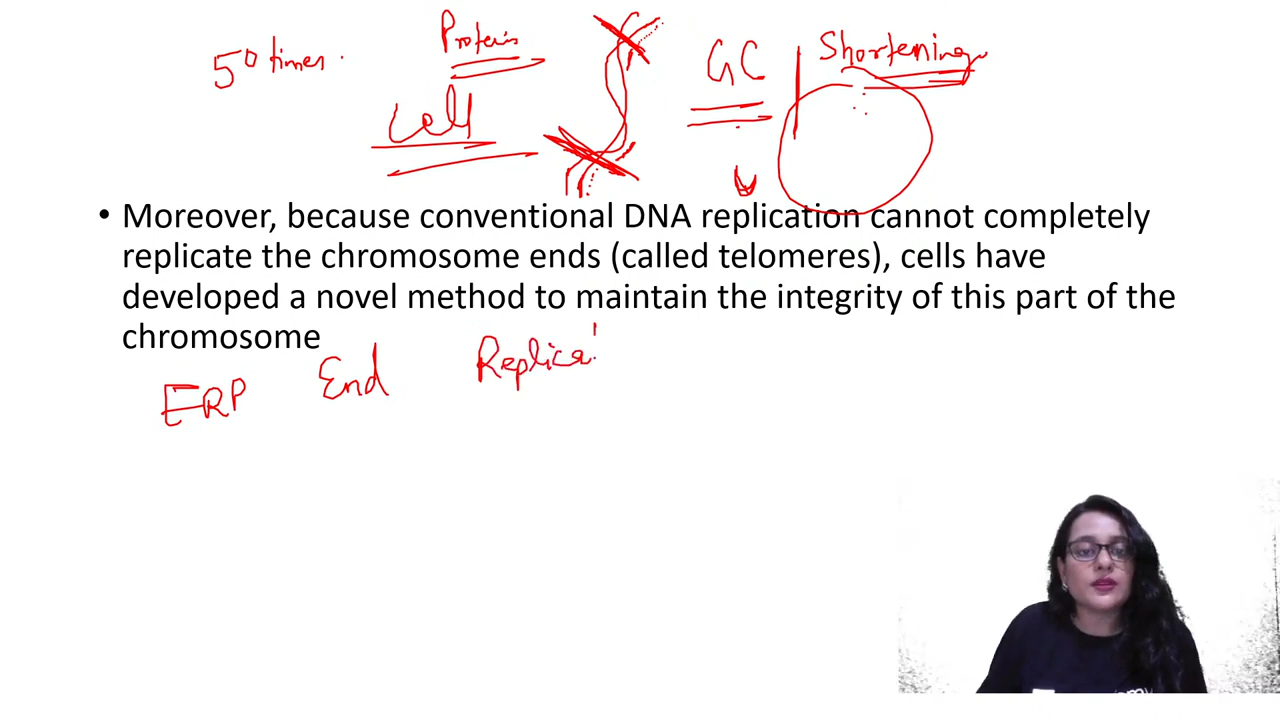 50 times.
Protein
Cell
GC
Shortening
• Moreover, because conventional DNA replication cannot completely
replicate the chromosome ends (called telomeres), cells have
developed a novel method to maintain the integrity of this part of the
chromosome
ERP End Replica